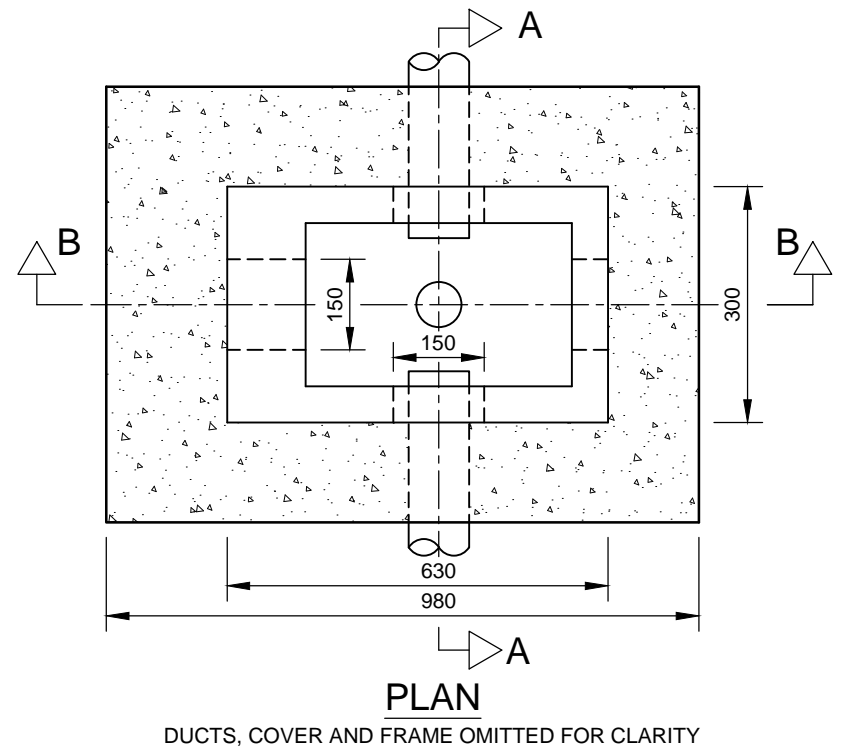 A
B
B
150
150
300
630
980
A
PLAN
DUCTS, COVER AND FRAME OMITTED FOR CLARITY